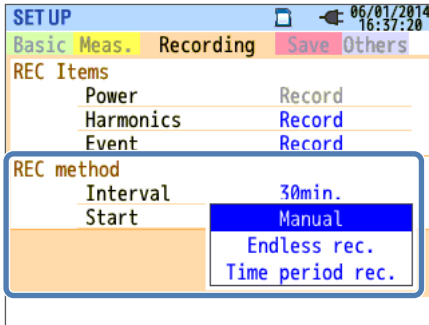 SET UP 06/01/2014
16:37:20
Basic Meas. Recording Save Others
REC Items
Power Record
Harmonics Record
Event Record
REC method
Interval 30min.
Start Manual
Endless rec.
Time period rec.